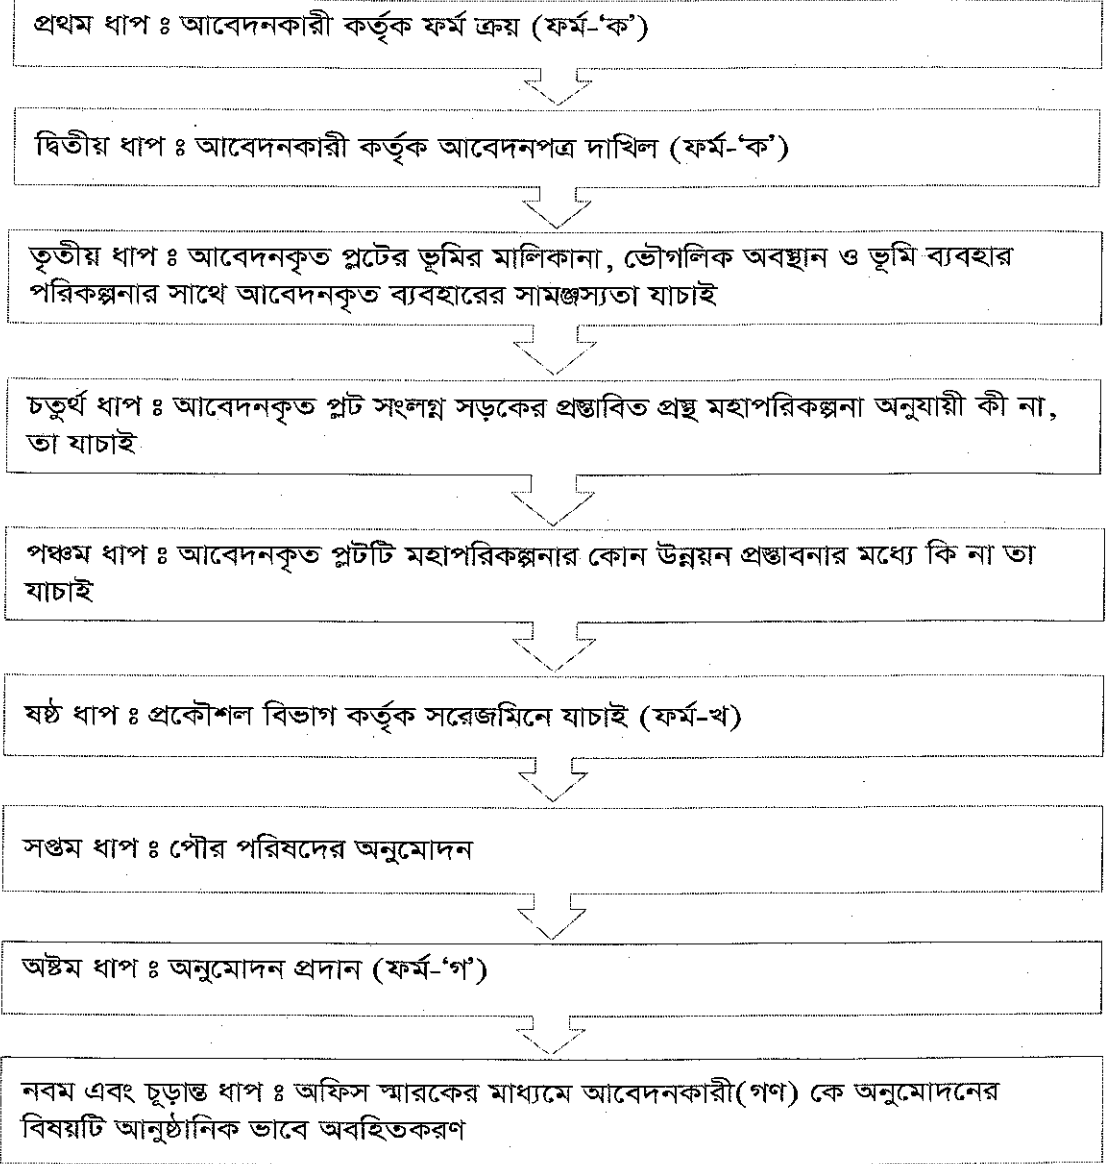 প্রথম ধাপ ঃ আবেদনকারী কর্তৃক ফর্ম ক্রয় (ফর্ম-‘ক’)
দ্বিতীয় ধাপ ঃ আবেদনকারী কর্তৃক আবেদনপত্র দাখিল (ফর্ম-‘ক’)
তৃতীয় ধাপ ঃ আবেদনকৃত প্লটের ভূমির মালিকানা, ভৌগলিক অবস্থান ও ভূমি ব্যবহার
পরিকল্পনার সাথে আবেদনকৃত ব্যবহারের সামঞ্জস্যতা যাচাই
চতুর্থ ধাপ ঃ আবেদনকৃত প্লট সংলগ্ন সড়কের প্রস্তাবিত প্রস্থ মহাপরিকল্পনা অনুযায়ী কী না,
তা যাচাই
পঞ্চম ধাপ ঃ আবেদনকৃত প্লটটি মহাপরিকল্পনার কোন উন্নয়ন প্রস্তাবনার মধ্যে কি না তা
যাচাই
ষষ্ঠ ধাপ ঃ প্রকৌশল বিভাগ কর্তৃক সরেজমিনে যাচাই (ফর্ম-খ)
সপ্তম ধাপ ঃ পৌর পরিষদের অনুমোদন
অষ্টম ধাপ ঃ অনুমোদন প্রদান (ফর্ম-‘গ’)
নবম এবং চূড়ান্ত ধাপ ঃ অফিস স্মারকের মাধ্যমে আবেদনকারী(গণ) কে অনুমোদনের
বিষয়টি আনুষ্ঠানিক ভাবে অবহিতকরণ